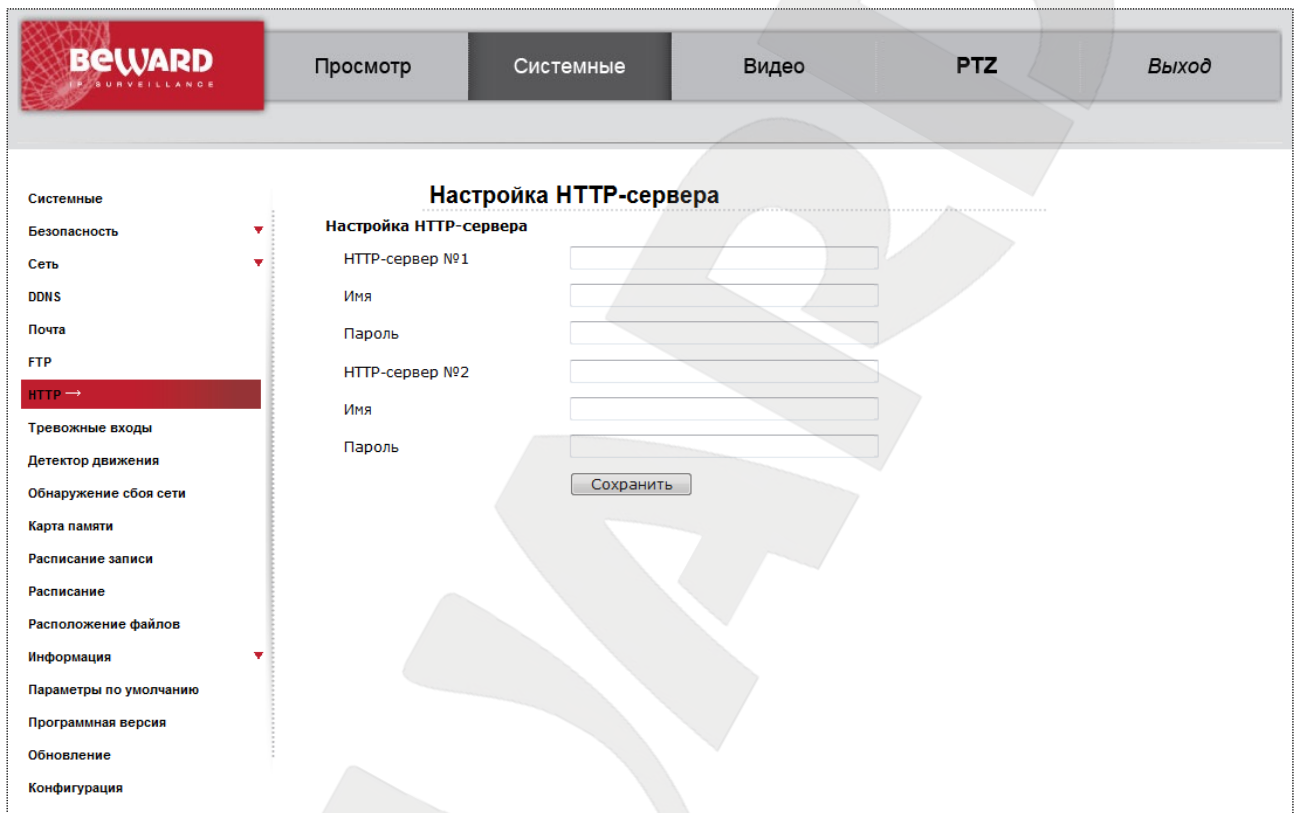 BEWARD
IP SURVEILLANCE
Просмотр
Системные
Видео
PTZ
Выход
Системные
Безопасность
Сеть
DDNS
Почта
FTP
HTTP →
Тревожные входы
Детектор движения
Обнаружение сбоя сети
Карта памяти
Расписание записи
Расписание
Расположение файлов
Информация
Параметры по умолчанию
Программная версия
Обновление
Конфигурация
Настройка HTTP-сервера
Настройка HTTP-сервера
HTTP-сервер №1
Имя
Пароль
HTTP-сервер №2
Имя
Пароль
Сохранить